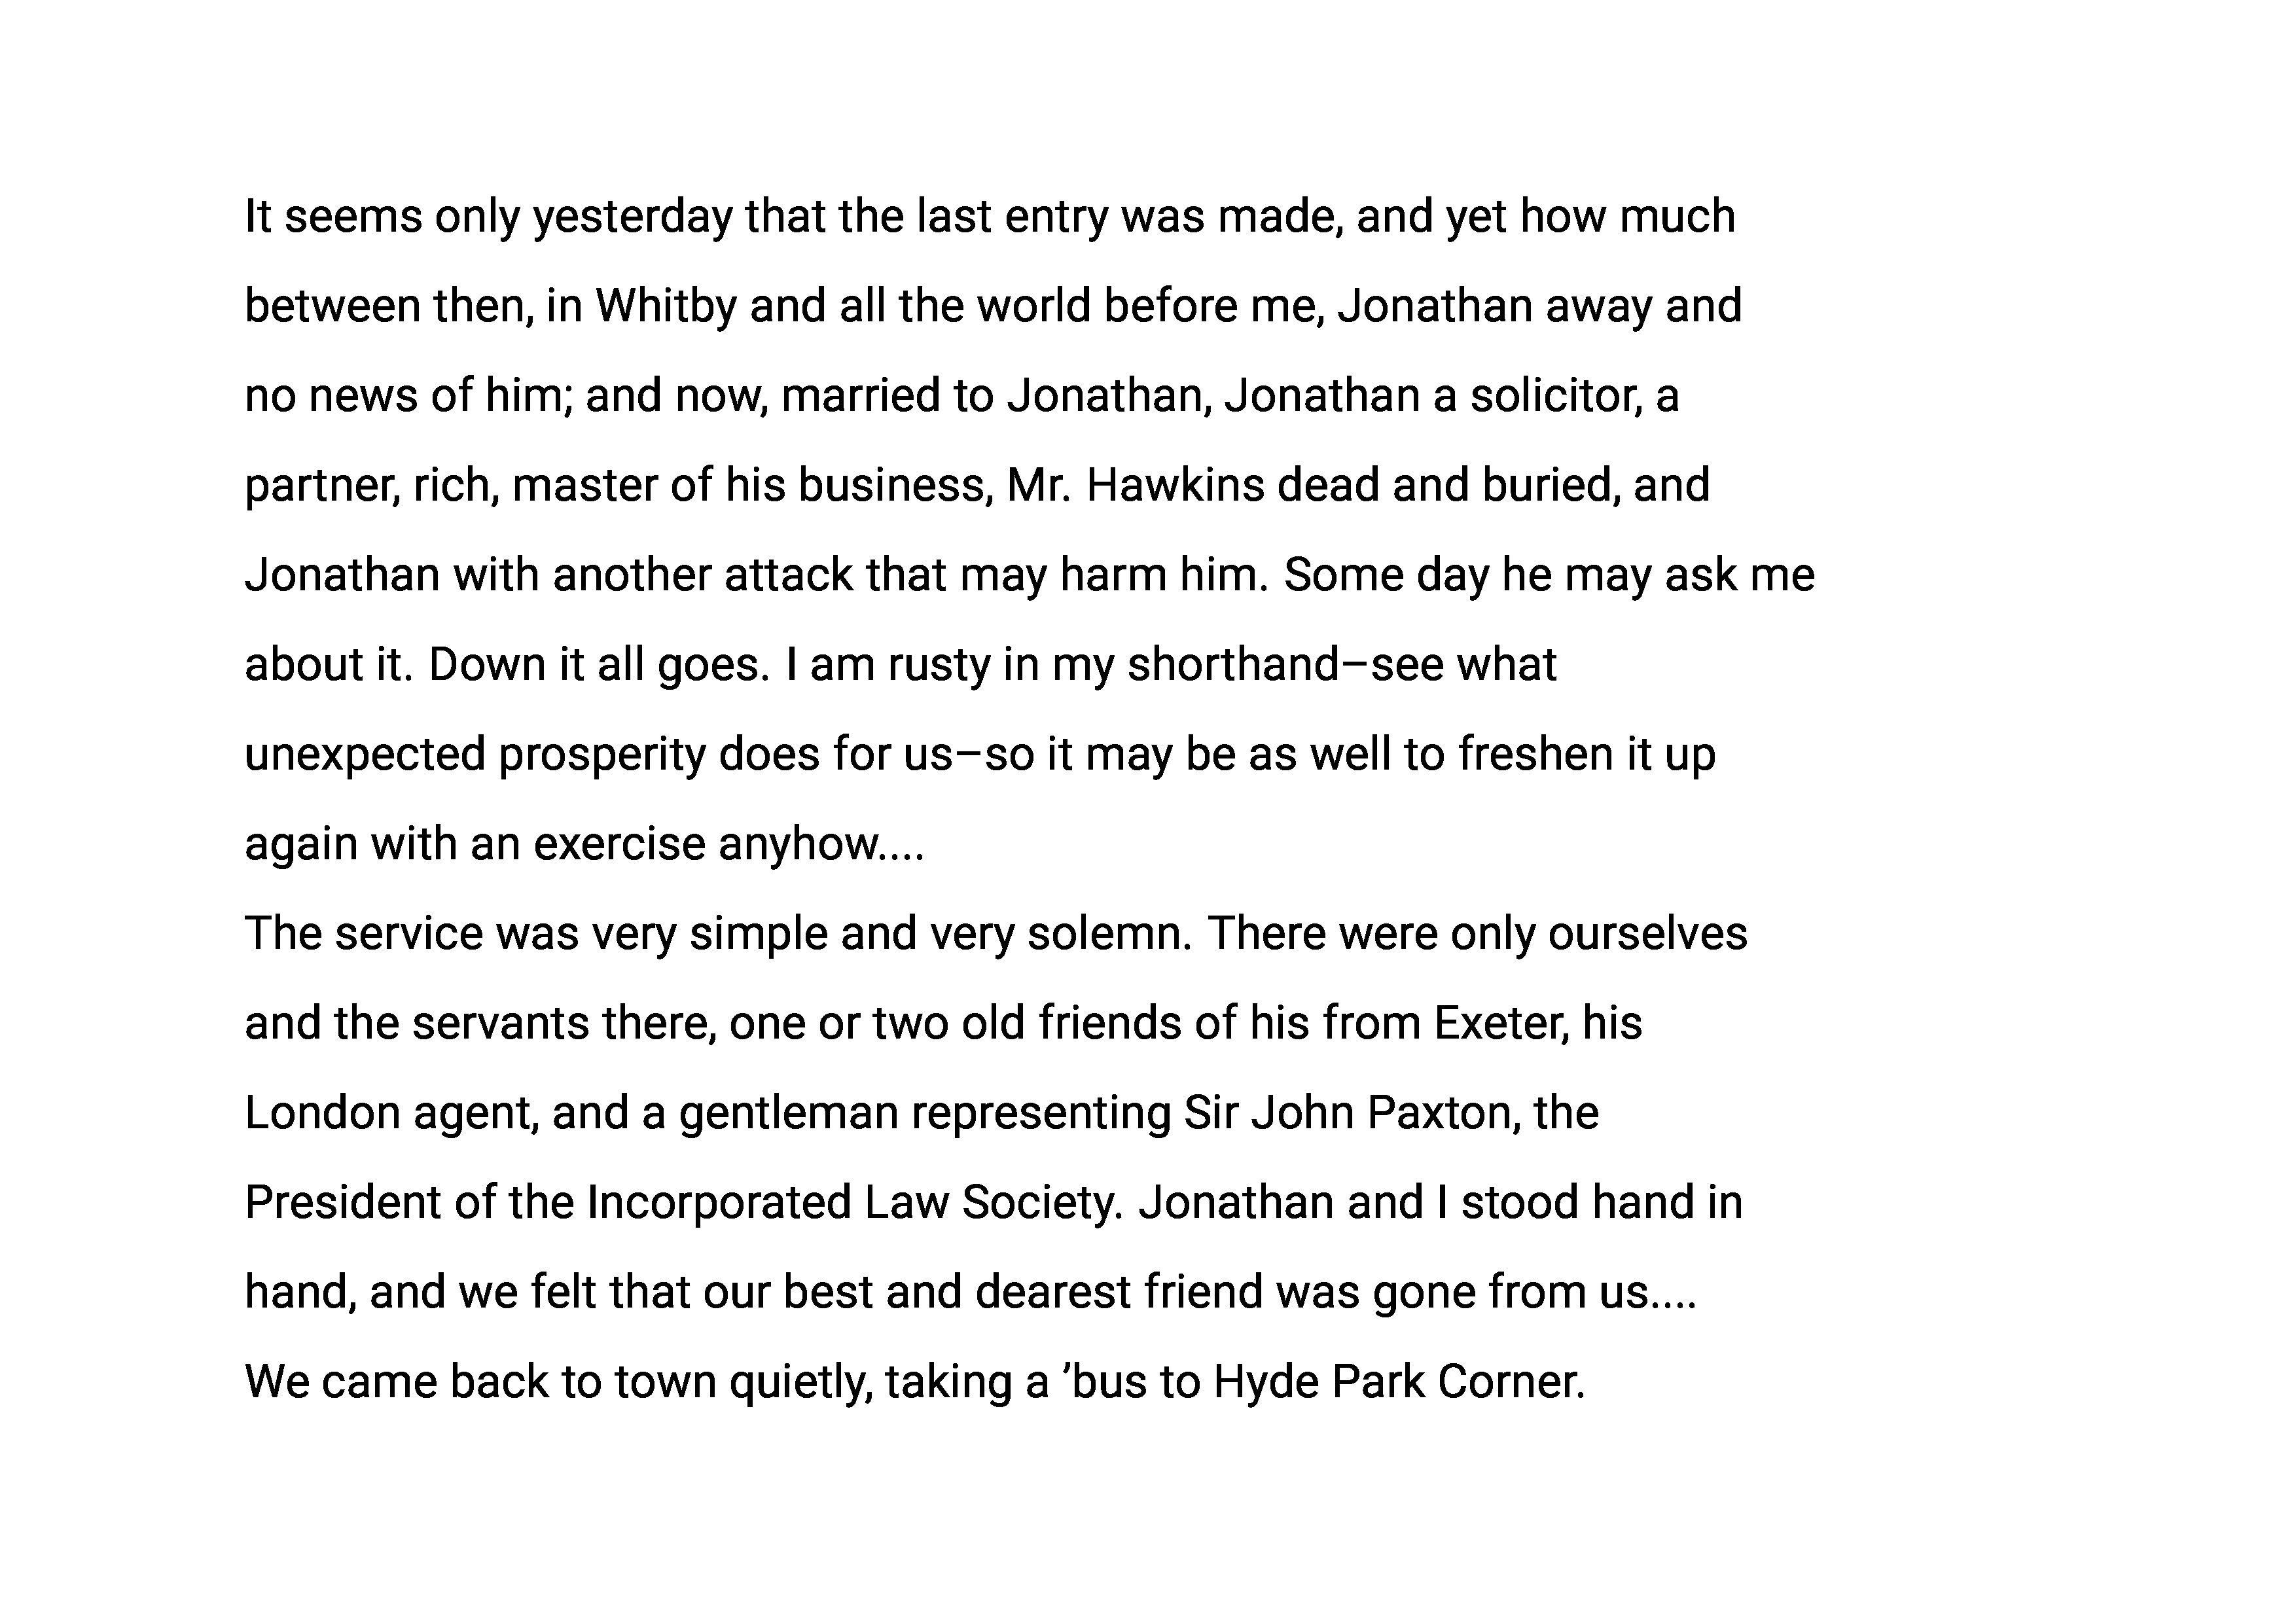 It seems only yesterday that the last entry was made, and yet how much
between then, in Whitby and all the world before me, Jonathan away and
no news of him; and now, married to Jonathan, Jonathan a solicitor, a
partner, rich, master of his business, Mr. Hawkins dead and buried, and
Jonathan with another attack that may harm him. Some day he may ask me
about it. Down it all goes. I am rusty in my shorthand–see what
unexpected prosperity does for us–so it may be as well to freshen it up
again with an exercise anyhow....
The service was very simple and very solemn. There were only ourselves
and the servants there, one or two old friends of his from Exeter, his
London agent, and a gentleman representing Sir John Paxton, the
President of the Incorporated Law Society. Jonathan and I stood hand in
hand, and we felt that our best and dearest friend was gone from us....
We came back to town quietly, taking a ’bus to Hyde Park Corner.